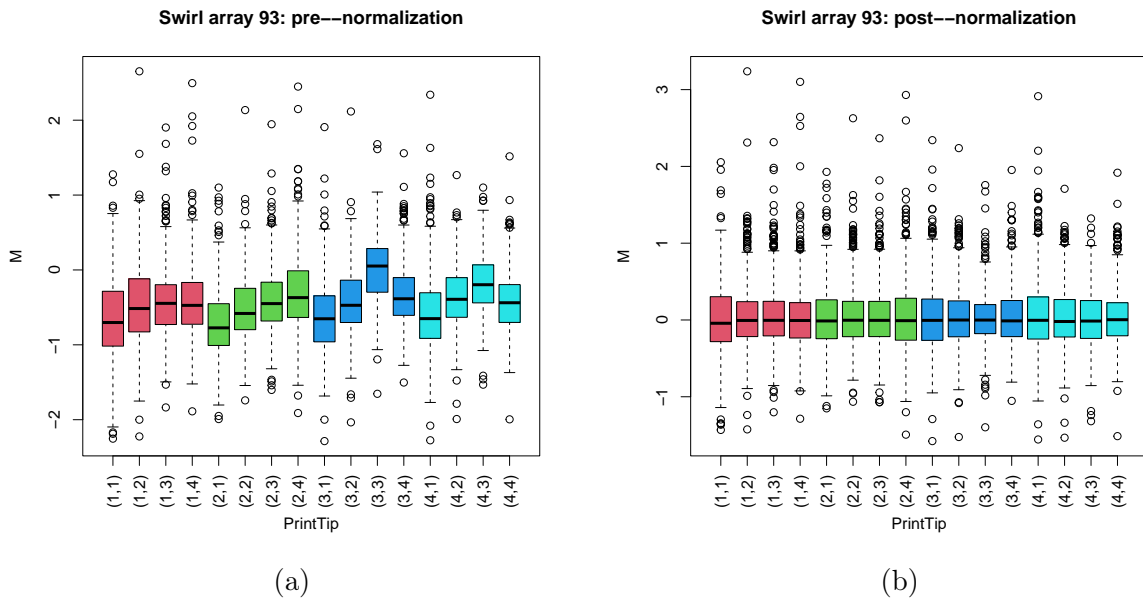 Swirl array 93: pre−−normalization
M
2
1
0
−1
−2
(1,1) (1,2) (1,3) (1,4) (2,1) (2,2) (2,3) (2,4) (3,1) (3,2) (3,3) (3,4) (4,1) (4,2) (4,3) (4,4)
PrintTip
(a)
Swirl array 93: post−−normalization
M
3
2
1
0
−1
(1,1) (1,2) (1,3) (1,4) (2,1) (2,2) (2,3) (2,4) (3,1) (3,2) (3,3) (3,4) (4,1) (4,2) (4,3) (4,4)
PrintTip
(b)